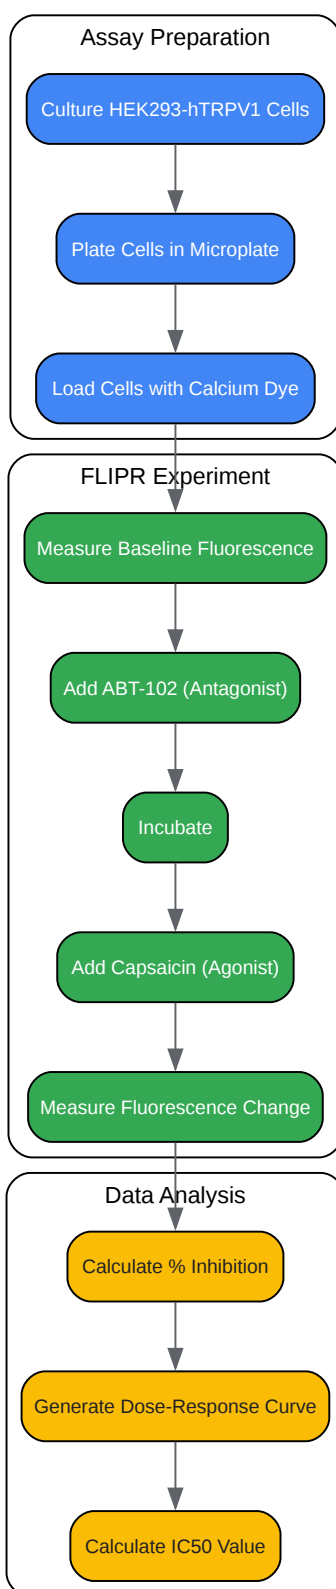 Assay Preparation
Culture HEK293-hTRPV1 Cells
Plate Cells in Microplate
Load Cells with Calcium Dye
FLIPR Experiment
Measure Baseline Fluorescence
Add ABT-102 (Antagonist)
Incubate
Add Capsaicin (Agonist)
Measure Fluorescence Change
Data Analysis
Calculate % Inhibition
Generate Dose-Response Curve
Calculate IC50 Value